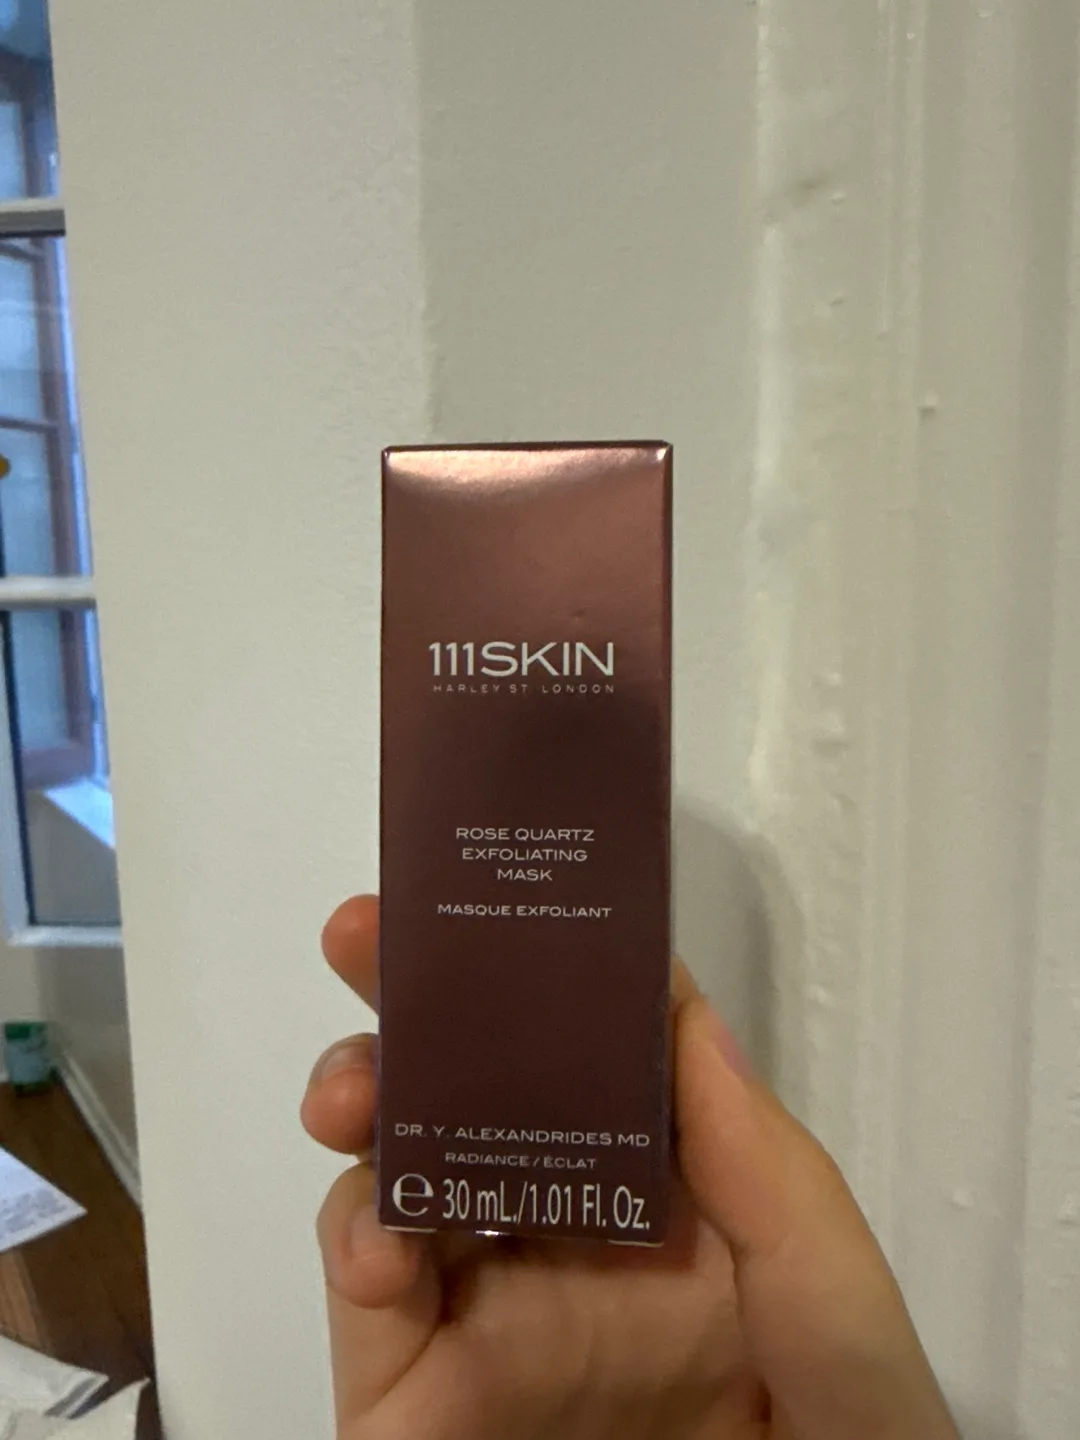 111SKIN
HARLEY ST LONDON
ROSE QUARTZ
EXFOLIATING
MASK
MASQUE EXFOLIANT
DR. Y. ALEXANDRIDES MD
RADIANCE / ÉCLAT
℮ 30 mL./1.01 Fl. Oz.